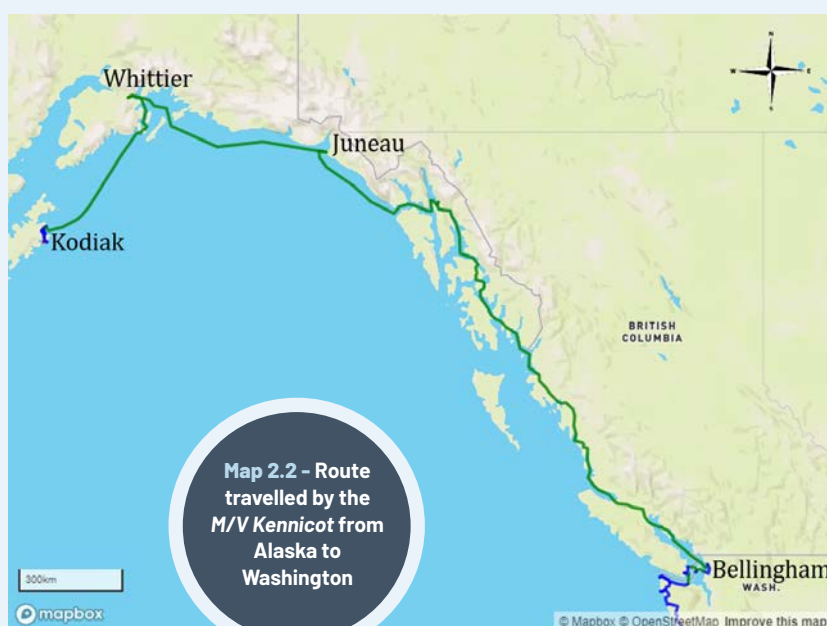 N
W E
S
Whittier
Juneau
Kodiak
BRITISH
COLUMBIA
Map 2.2 - Route
travelled by the
M/V Kennicot from
Alaska to
Washington
Bellingham
WASH.
300km
mapbox
© Mapbox © OpenStreetMap Improve this map